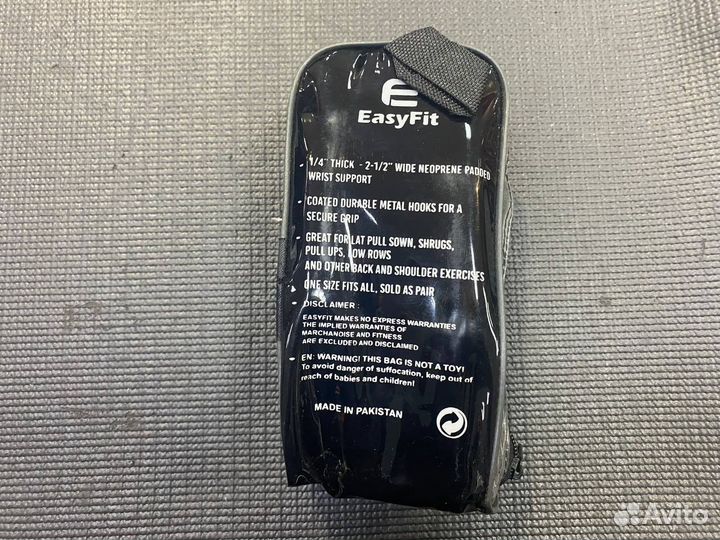 EasyFit
- 1/4" THICK - 2-1/2" WIDE NEOPRENE PADDED
WRIST SUPPORT
- COATED DURABLE METAL HOOKS FOR A
SECURE GRIP
- GREAT FOR LAT PULL SOWN, SHRUGS,
PULL UPS, LOW ROWS
AND OTHER BACK AND SHOULDER EXERCISES
ONE SIZE FITS ALL, SOLD AS PAIR
- DISCLAIMER :
EASYFIT MAKES NO EXPRESS WARRANTIES
THE IMPLIED WARRANTIES OF
MARCHANDISE AND FITNESS
ARE EXCLUDED AND DISCLAIMED
- EN: WARNING! THIS BAG IS NOT A TOY!
To avoid danger of suffocation, keep out of
reach of babies and children!
MADE IN PAKISTAN
Avito